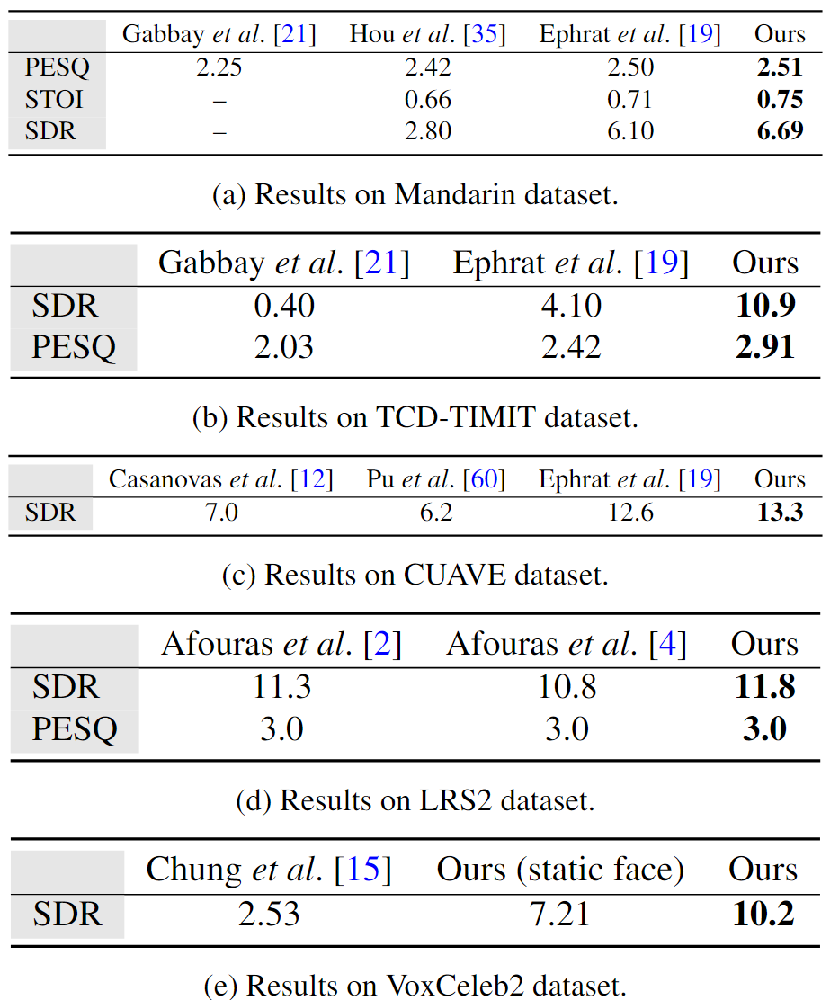 Gabbay et al. [21] Hou et al. [35] Ephrat et al. [19] Ours
PESQ 2.25 2.42 2.50 2.51
STOI – 0.66 0.71 0.75
SDR – 2.80 6.10 6.69
(a) Results on Mandarin dataset.
Gabbay et al. [21] Ephrat et al. [19] Ours
SDR 0.40 4.10 10.9
PESQ 2.03 2.42 2.91
(b) Results on TCD-TIMIT dataset.
Casanovas et al. [12] Pu et al. [60] Ephrat et al. [19] Ours
SDR 7.0 6.2 12.6 13.3
(c) Results on CUAVE dataset.
Afouras et al. [2] Afouras et al. [4] Ours
SDR 11.3 10.8 11.8
PESQ 3.0 3.0 3.0
(d) Results on LRS2 dataset.
Chung et al. [15] Ours (static face) Ours
SDR 2.53 7.21 10.2
(e) Results on VoxCeleb2 dataset.